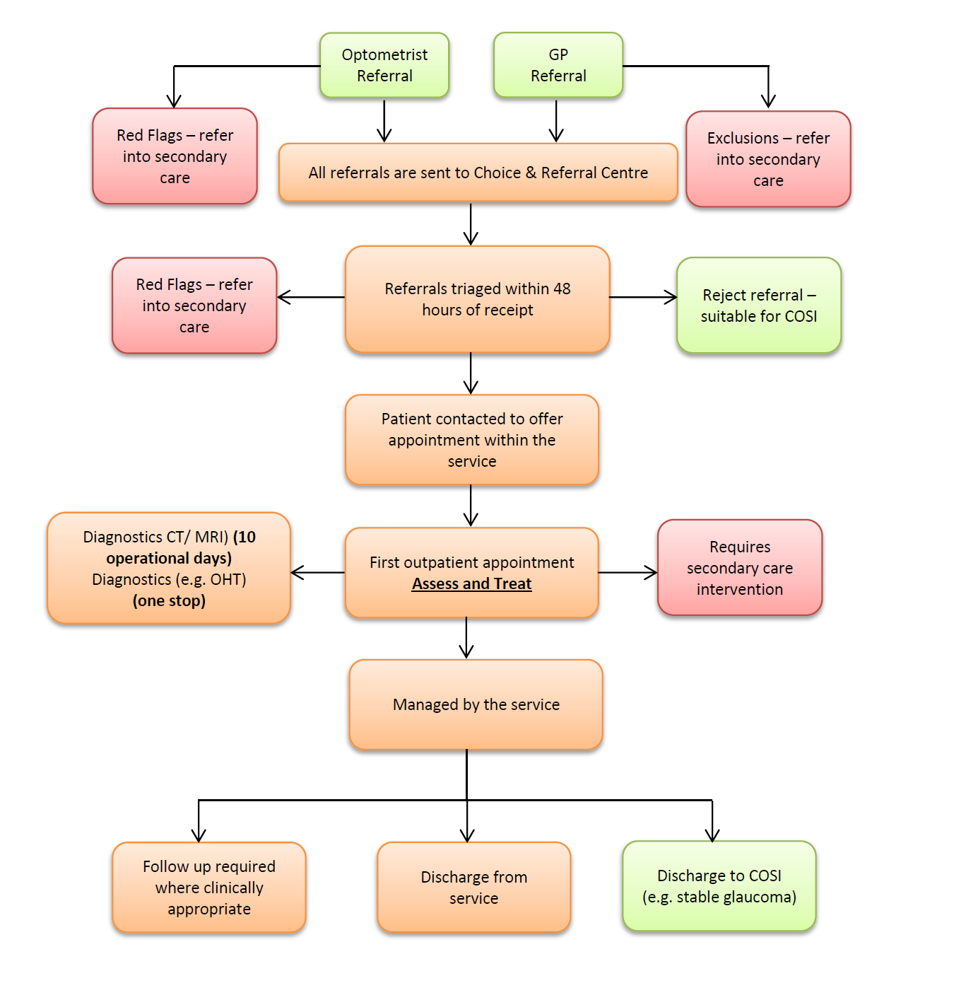 Optometrist
Referral
GP
Referral
Red Flags – refer
into secondary
care
All referrals are sent to Choice & Referral Centre
Exclusions – refer
into secondary
care
Red Flags – refer
into secondary
care
Referrals triaged within 48
hours of receipt
Reject referral –
suitable for COSI
Patient contacted to offer
appointment within the
service
Diagnostics CT/ MRI) (10
operational days)
Diagnostics (e.g. OHT)
(one stop)
First outpatient appointment
Assess and Treat
Requires
secondary care
intervention
Managed by the service
Follow up required
where clinically
appropriate
Discharge from
service
Discharge to COSI
(e.g. stable glaucoma)